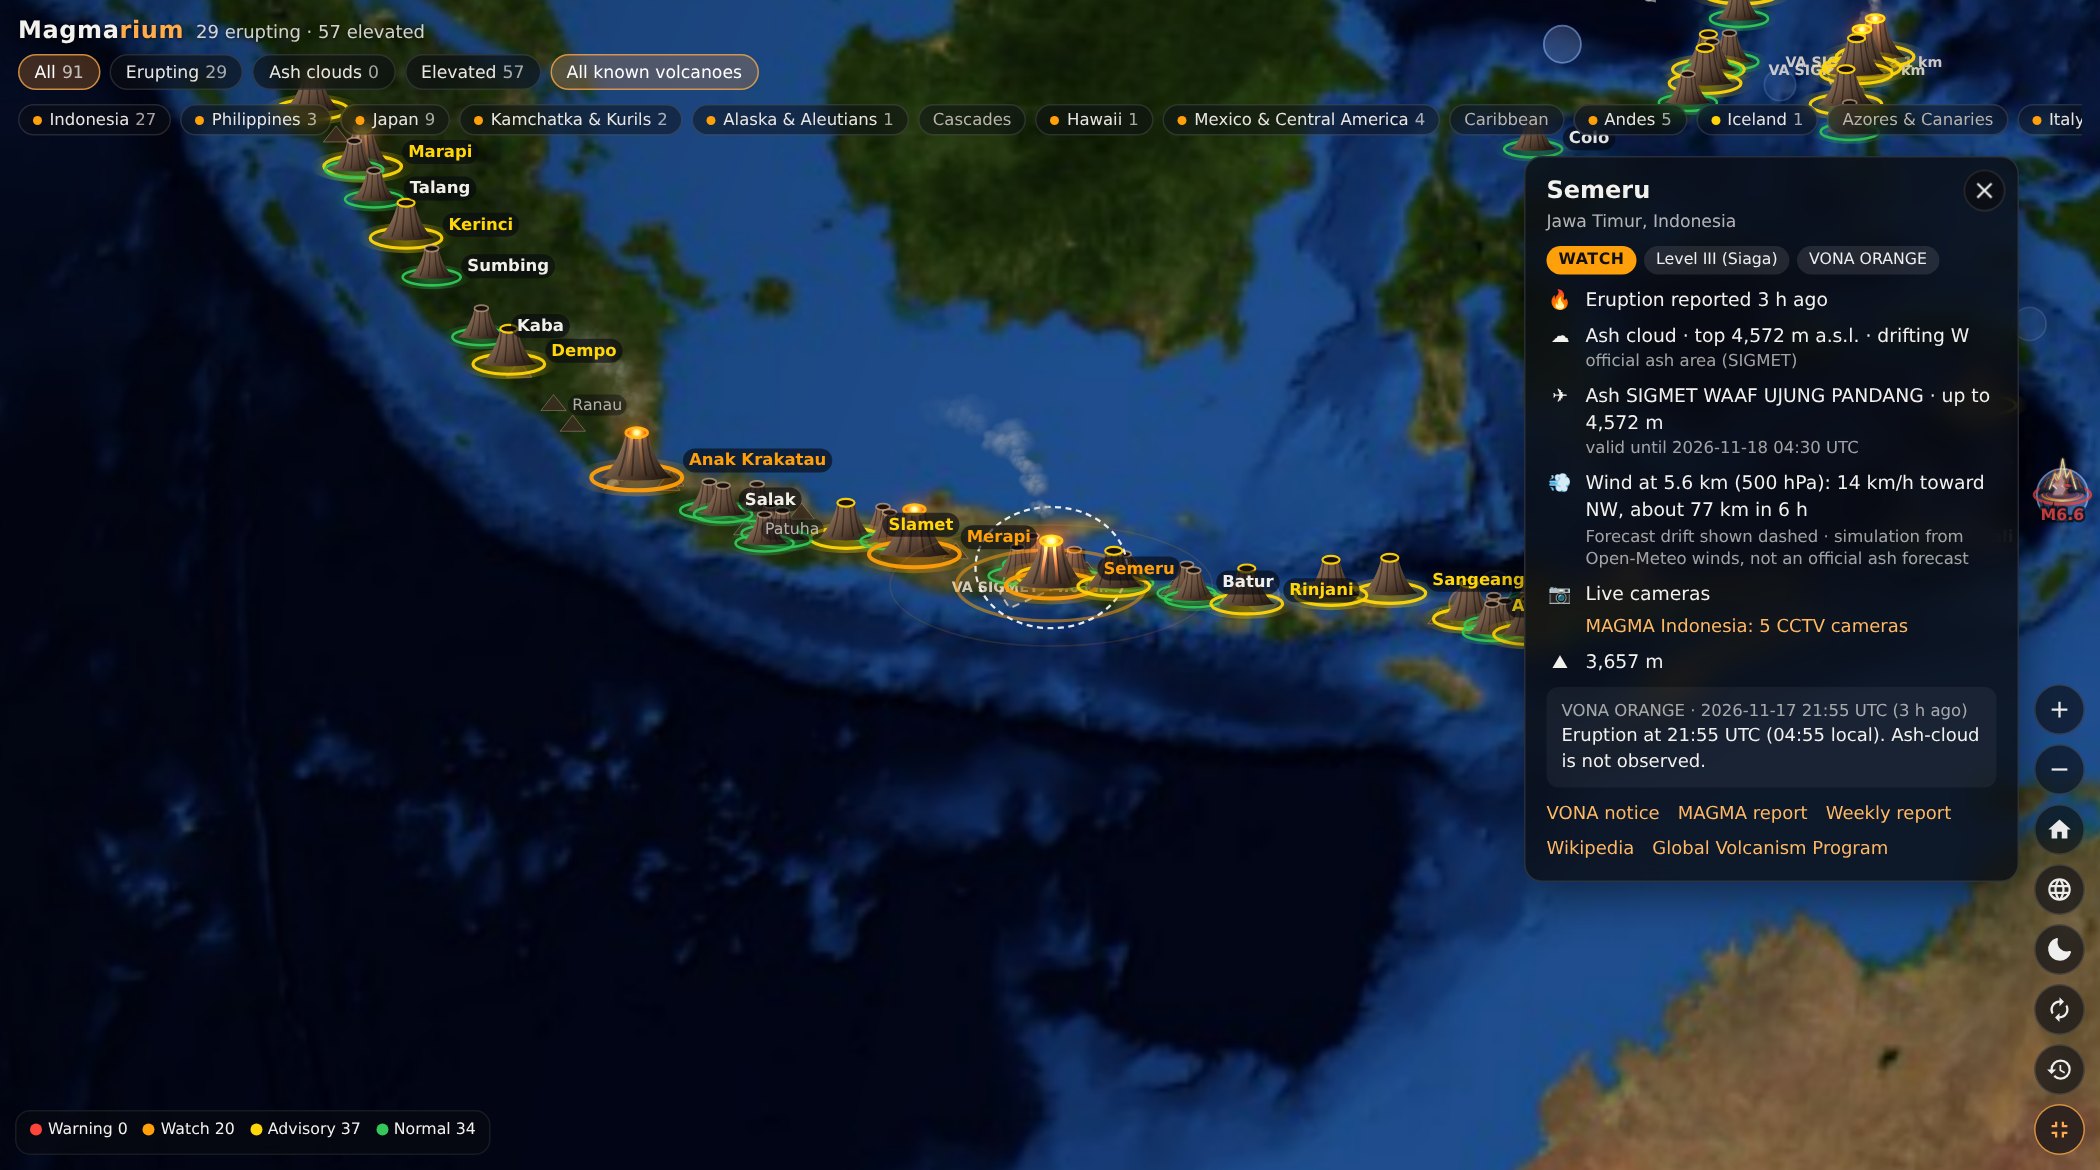 Magmarium 29 erupting · 57 elevated
All 91
Erupting 29
Ash clouds 0
Elevated 57
All known volcanoes
Indonesia 27
Philippines 3
Japan 9
Kamchatka & Kurils 2
Alaska & Aleutians 1
Cascades
Hawaii 1
Mexico & Central America 4
Caribbean
Andes 5
Iceland 1
Azores & Canaries
Italy
km
km
Colo
Marapi
Talang
Kerinci
Sumbing
Kaba
Dempo
Ranau
Anak Krakatau
Salak
Patuha
Slamet
Merapi
Semeru
Batur
Rinjani
Sangeang
M6.6
Semeru
Jawa Timur, Indonesia
WATCH
Level III (Siaga)
VONA ORANGE
Eruption reported 3 h ago
Ash cloud · top 4,572 m a.s.l. · drifting W
official ash area (SIGMET)
Ash SIGMET WAAF UJUNG PANDANG · up to
4,572 m
valid until 2026-11-18 04:30 UTC
Wind at 5.6 km (500 hPa): 14 km/h toward
NW, about 77 km in 6 h
Forecast drift shown dashed · simulation from
Open-Meteo winds, not an official ash forecast
Live cameras
MAGMA Indonesia: 5 CCTV cameras
3,657 m
VONA ORANGE · 2026-11-17 21:55 UTC (3 h ago)
Eruption at 21:55 UTC (04:55 local). Ash-cloud
is not observed.
VONA notice
MAGMA report
Weekly report
Wikipedia
Global Volcanism Program
Warning 0
Watch 20
Advisory 37
Normal 34